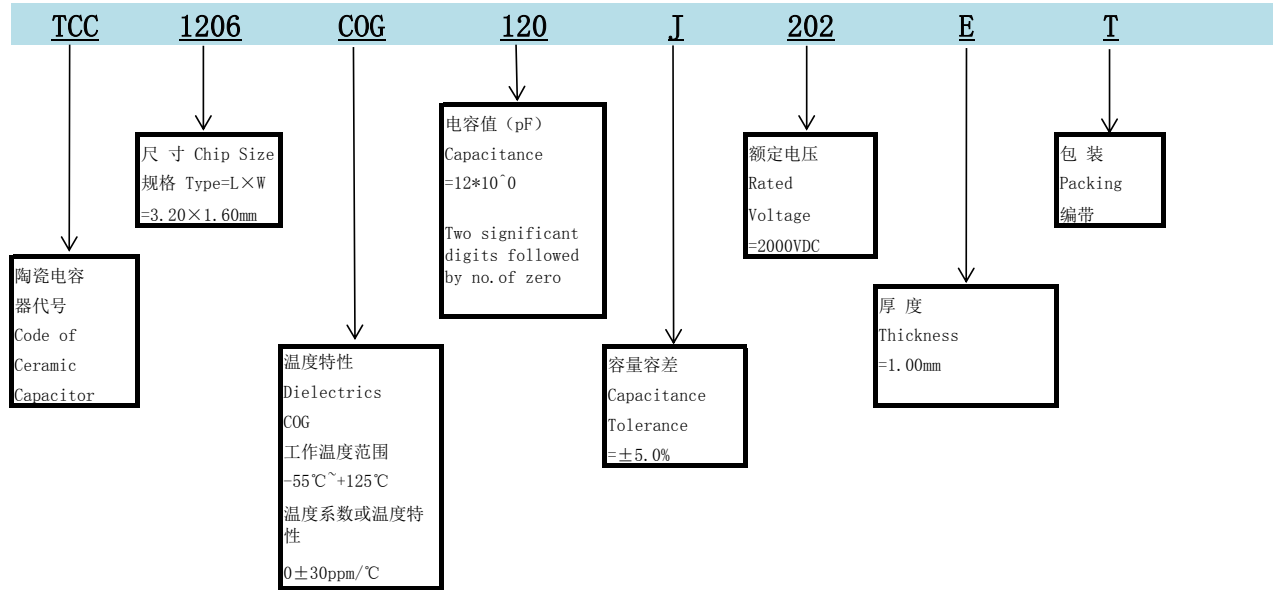 TCC 1206 COG 120 J 202 E T
陶瓷电容
器代号
Code of
Ceramic
Capacitor
尺 寸 Chip Size
规格 Type=L×W
=3.20×1.60mm
温度特性
Dielectrics
COG
工作温度范围
-55℃~+125℃
温度系数或温度特
性
0±30ppm/℃
电容值（pF）
Capacitance
=12*10^0
Two significant
digits followed
by no.of zero
容量容差
Capacitance
Tolerance
=±5.0%
额定电压
Rated
Voltage
=2000VDC
厚 度
Thickness
=1.00mm
包 装
Packing
编带